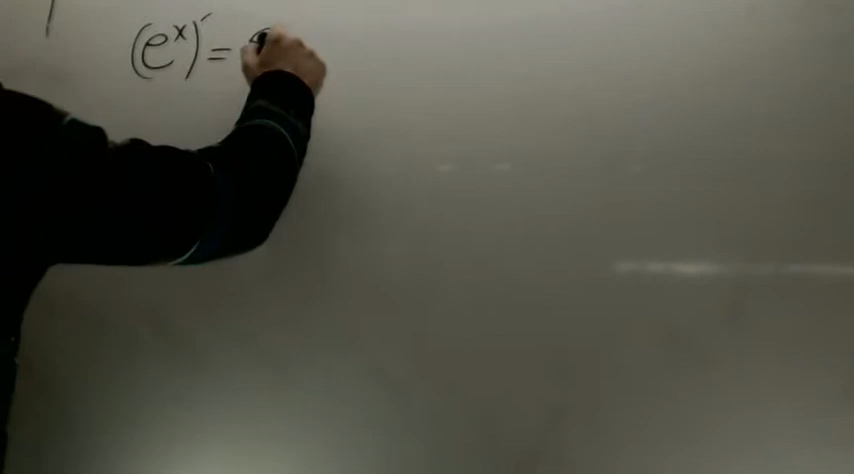 (eˣ)′ =